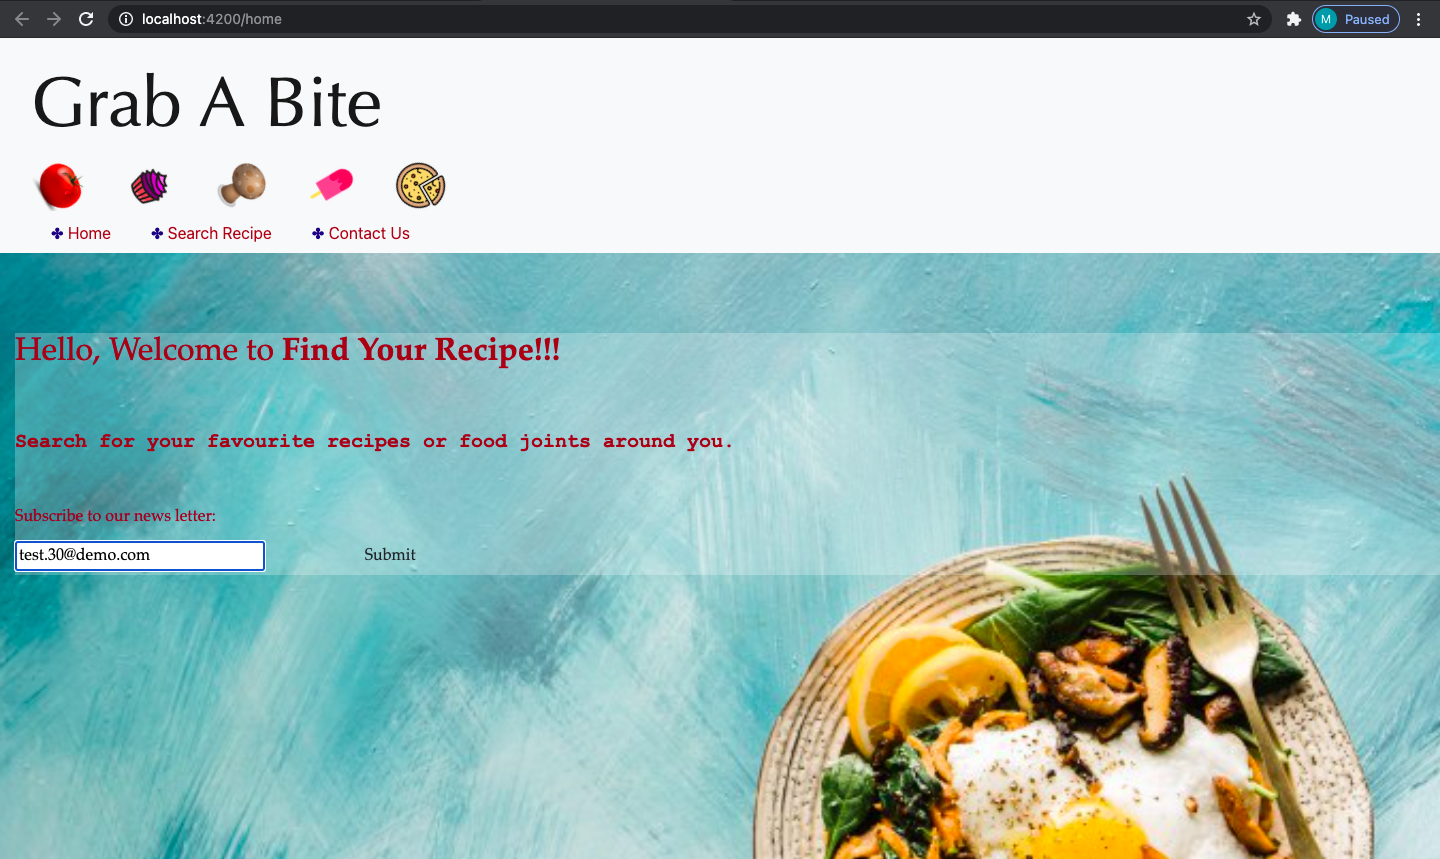 localhost:4200/home
M Paused
Grab A Bite
✤ Home ✤ Search Recipe ✤ Contact Us
Hello, Welcome to Find Your Recipe!!!
Search for your favourite recipes or food joints around you.
Subscribe to our news letter:
test.30@demo.com Submit